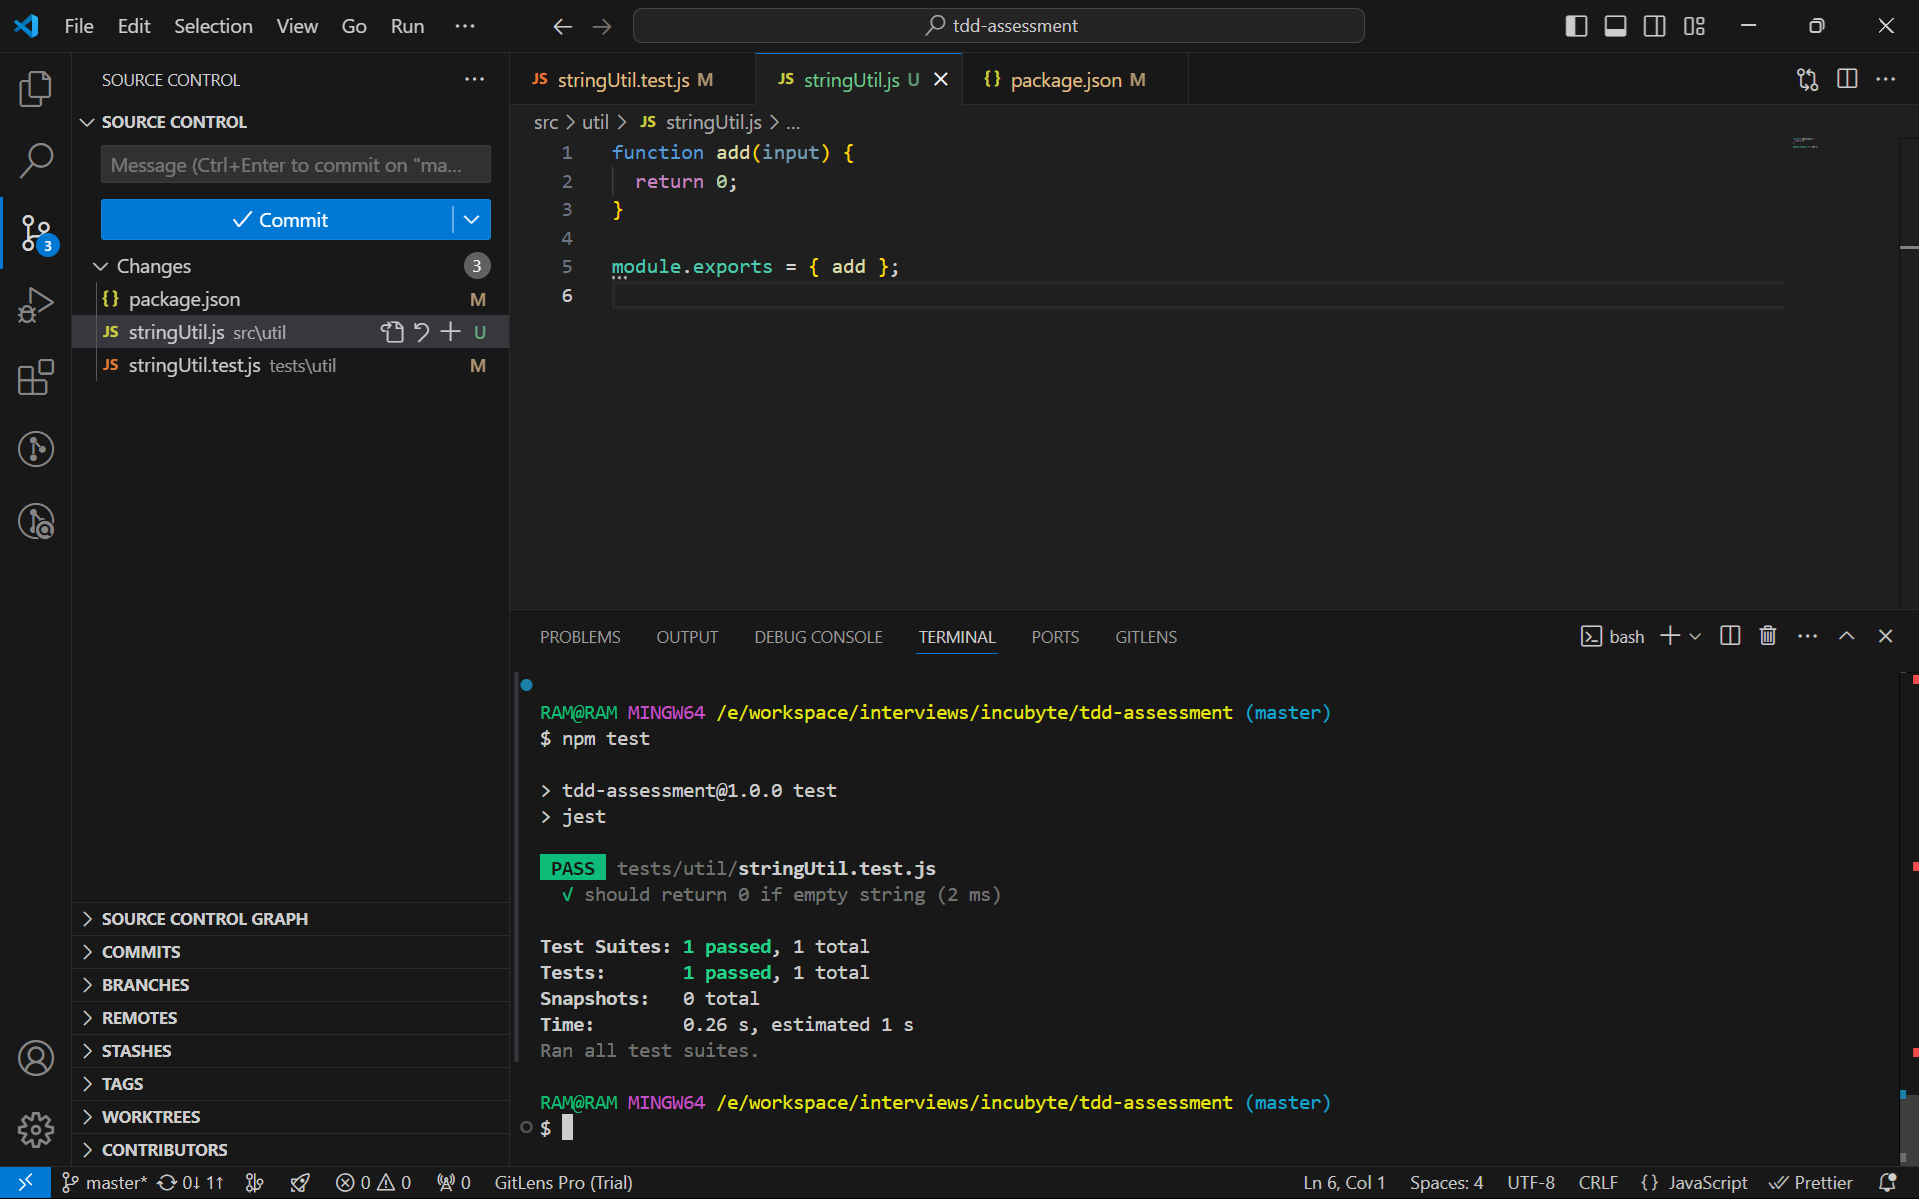 File Edit Selection View Go Run ... tdd-assessment
SOURCE CONTROL ...
SOURCE CONTROL
Message (Ctrl+Enter to commit on "ma...
Commit
Changes 3
{} package.json M
JS stringUtil.js src\util U
JS stringUtil.test.js tests\util M
3
SOURCE CONTROL GRAPH
COMMITS
BRANCHES
REMOTES
STASHES
TAGS
WORKTREES
CONTRIBUTORS
JS stringUtil.test.js M JS stringUtil.js U {} package.json M
src > util > JS stringUtil.js > ...
1 function add(input) {
2 return 0;
3 }
4
5 module.exports = { add };
6
PROBLEMS OUTPUT DEBUG CONSOLE TERMINAL PORTS GITLENS bash
RAM@RAM MINGW64 /e/workspace/interviews/incubyte/tdd-assessment (master)
$ npm test
> tdd-assessment@1.0.0 test
> jest
PASS tests/util/stringUtil.test.js
√ should return 0 if empty string (2 ms)
Test Suites: 1 passed, 1 total
Tests: 1 passed, 1 total
Snapshots: 0 total
Time: 0.26 s, estimated 1 s
Ran all test suites.
RAM@RAM MINGW64 /e/workspace/interviews/incubyte/tdd-assessment (master)
$
master* 0↓ 1↑ 0 0 0 GitLens Pro (Trial) Ln 6, Col 1 Spaces: 4 UTF-8 CRLF {} JavaScript Prettier